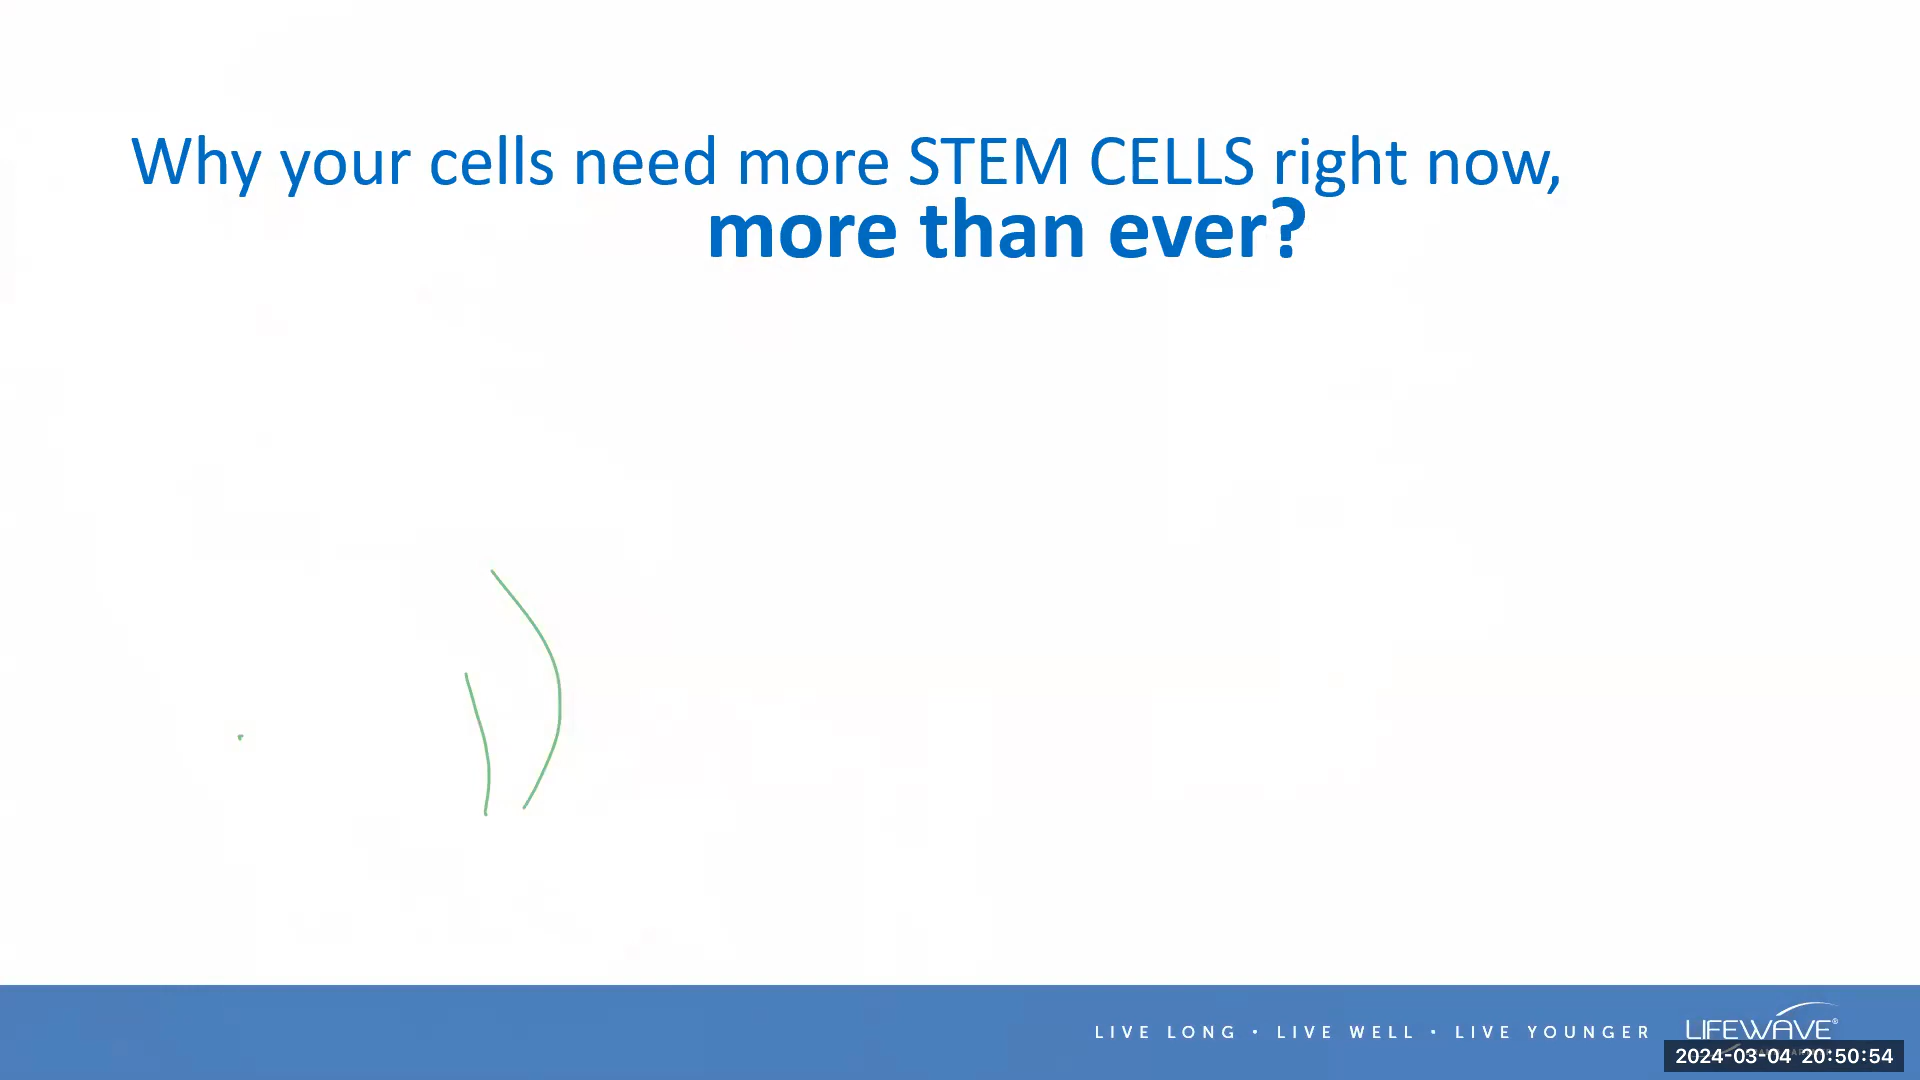 Why your cells need more STEM CELLS right now,
more than ever?
LIVE LONG • LIVE WELL • LIVE YOUNGER
LIFEWAVE®
2024-03-04 20:50:54